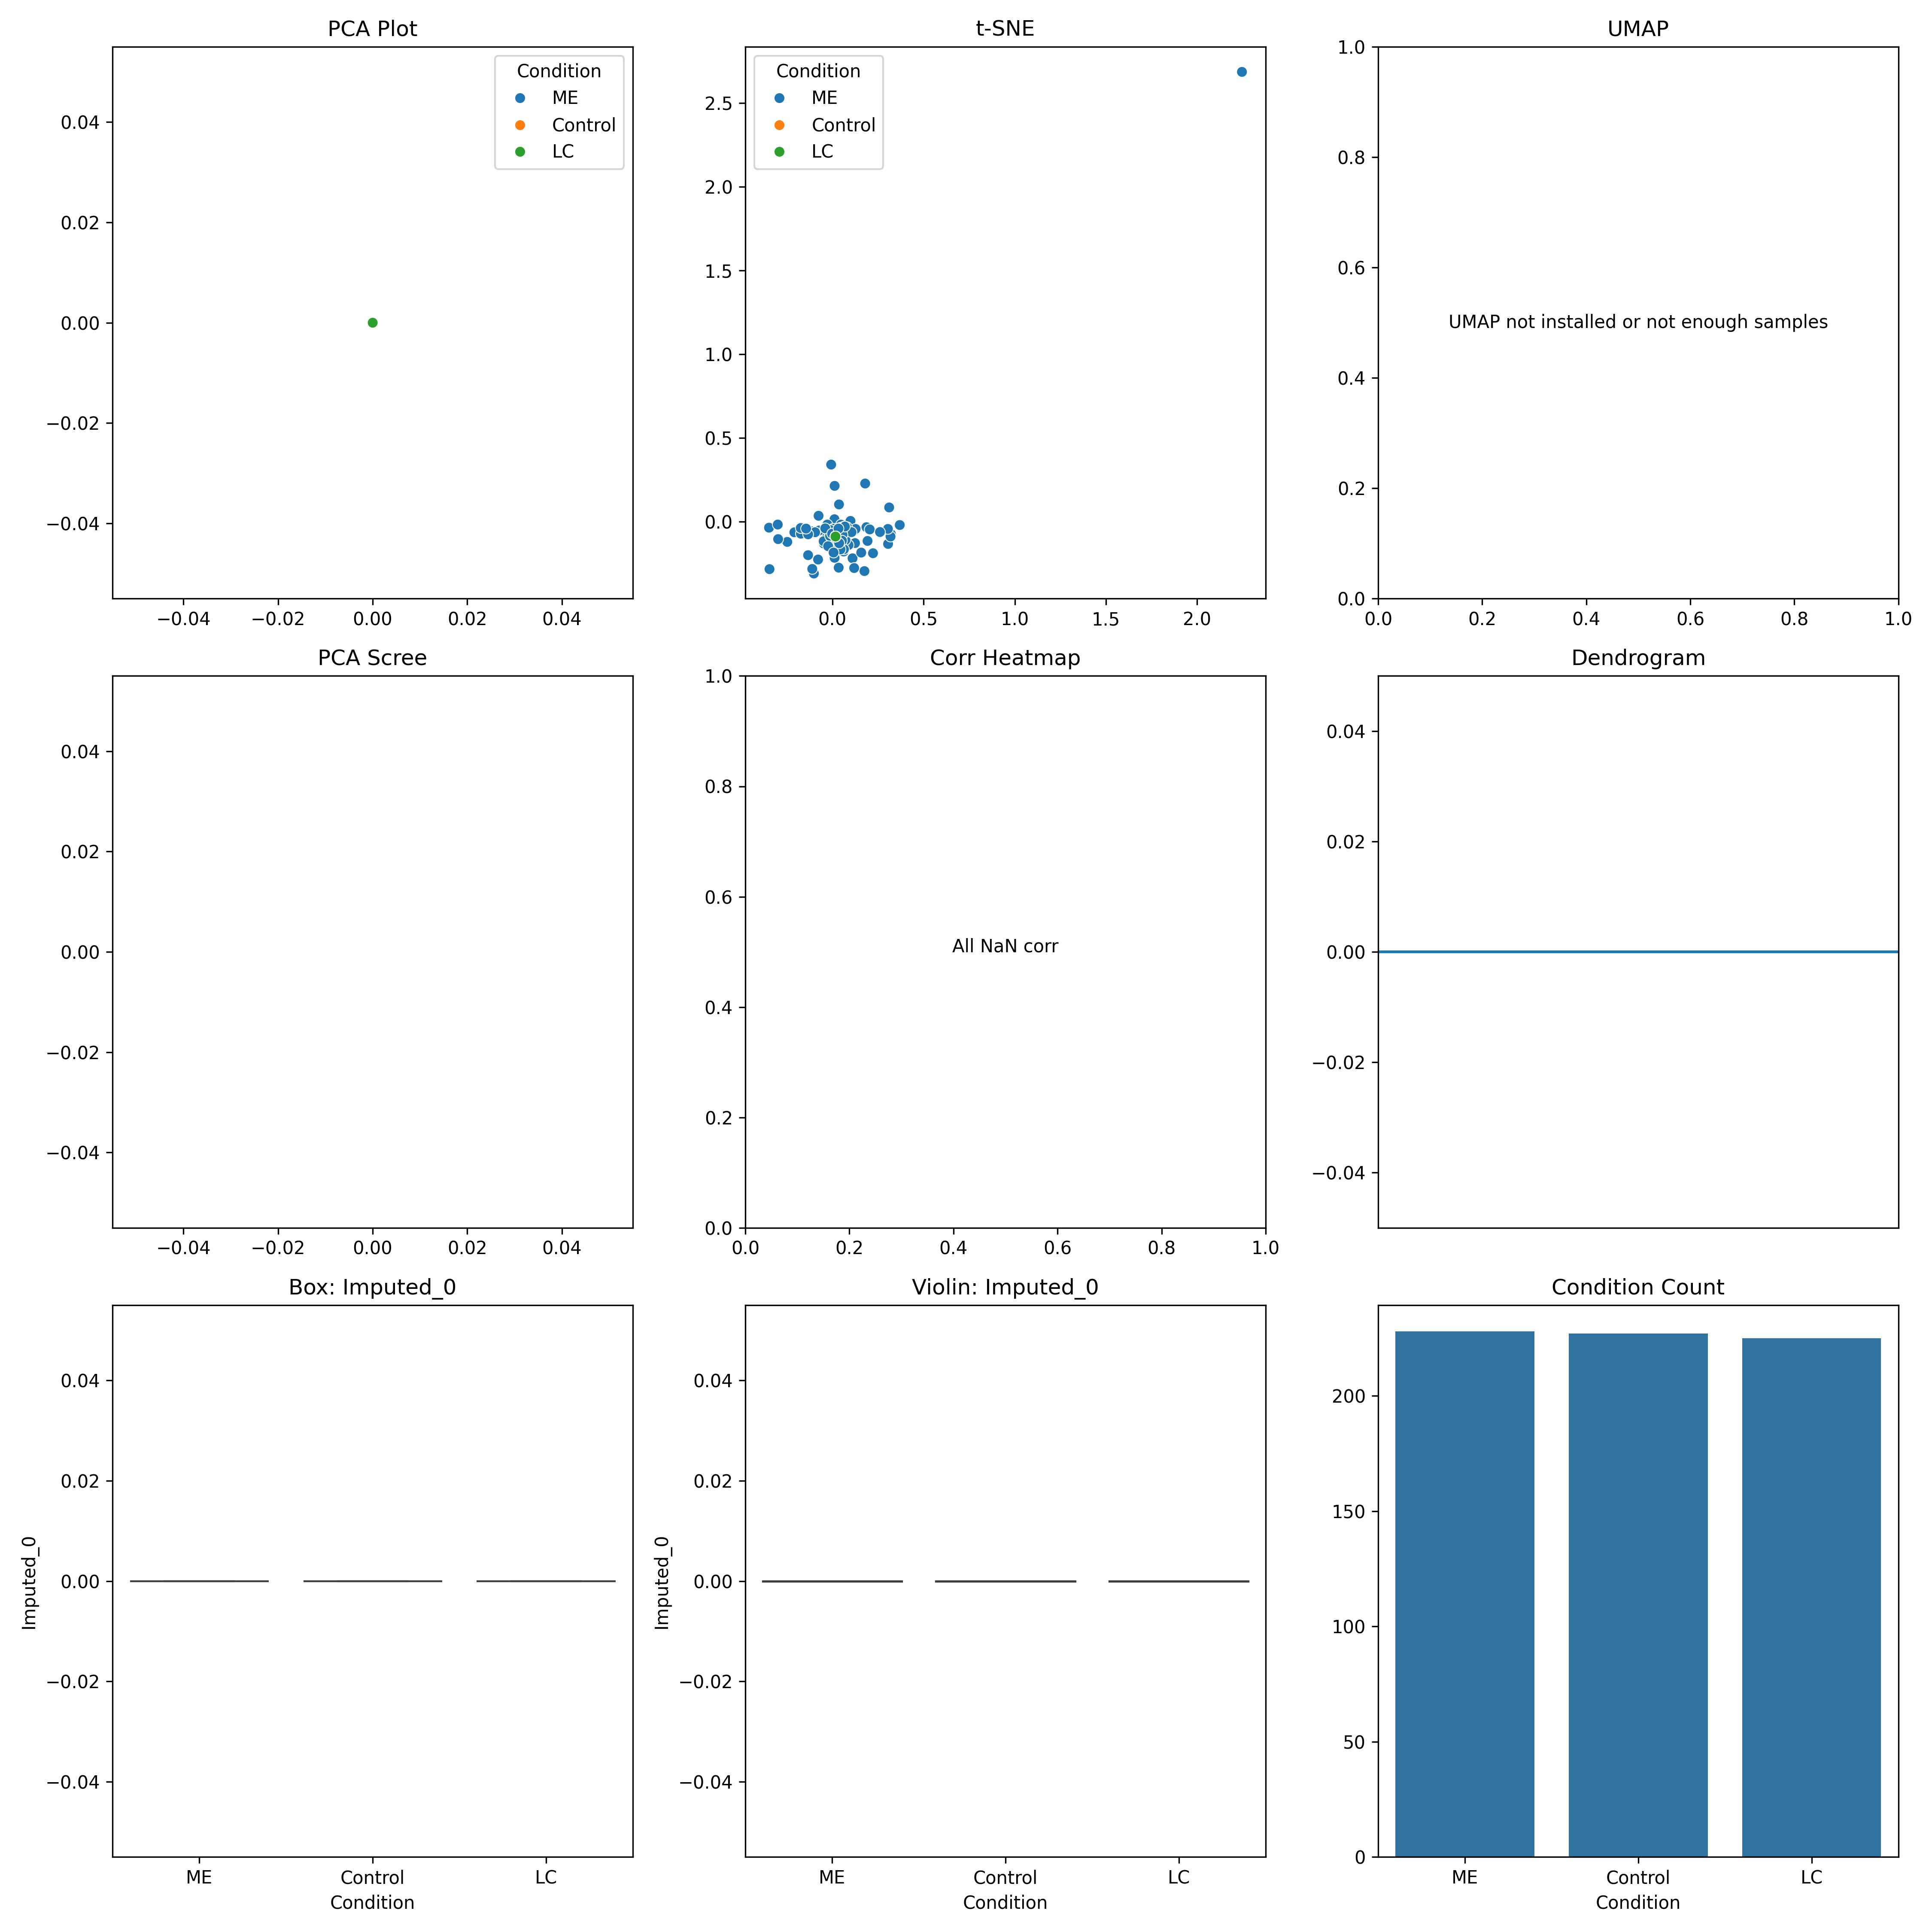 PCA Plot
0.04
0.02
0.00
−0.02
−0.04
−0.04
−0.02
0.00
0.02
0.04
Condition
ME
Control
LC
t-SNE
2.5
2.0
1.5
1.0
0.5
0.0
0.0
0.5
1.0
1.5
2.0
Condition
ME
Control
LC
UMAP
1.0
0.8
0.6
0.4
0.2
0.0
0.0
0.2
0.4
0.6
0.8
1.0
UMAP not installed or not enough samples
PCA Scree
0.04
0.02
0.00
−0.02
−0.04
−0.04
−0.02
0.00
0.02
0.04
Corr Heatmap
1.0
0.8
0.6
0.4
0.2
0.0
0.0
0.2
0.4
0.6
0.8
1.0
All NaN corr
Dendrogram
0.04
0.02
0.00
−0.02
−0.04
Box: Imputed_0
Imputed_0
0.04
0.02
0.00
−0.02
−0.04
ME
Control
LC
Condition
Violin: Imputed_0
Imputed_0
0.04
0.02
0.00
−0.02
−0.04
ME
Control
LC
Condition
Condition Count
200
150
100
50
0
ME
Control
LC
Condition